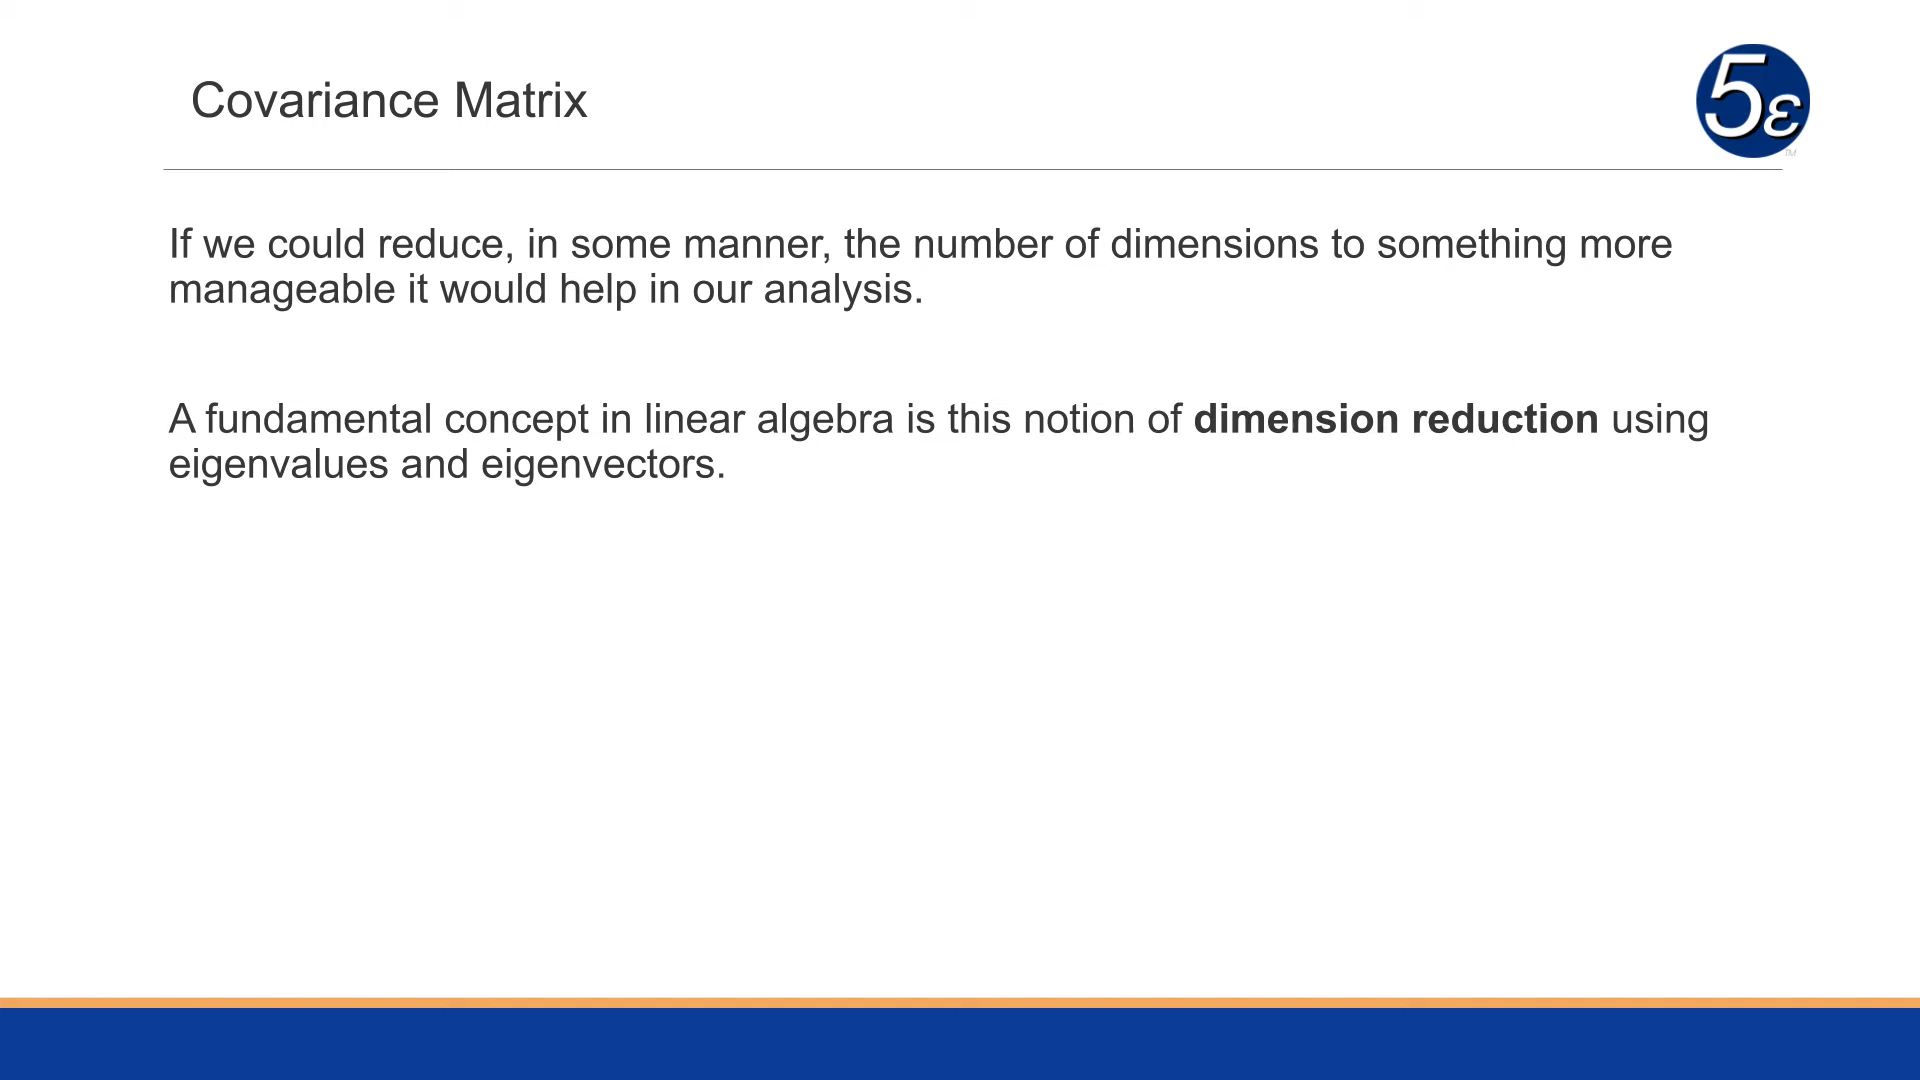 Covariance Matrix
5ε
TM
If we could reduce, in some manner, the number of dimensions to something more
manageable it would help in our analysis.
A fundamental concept in linear algebra is this notion of dimension reduction using
eigenvalues and eigenvectors.